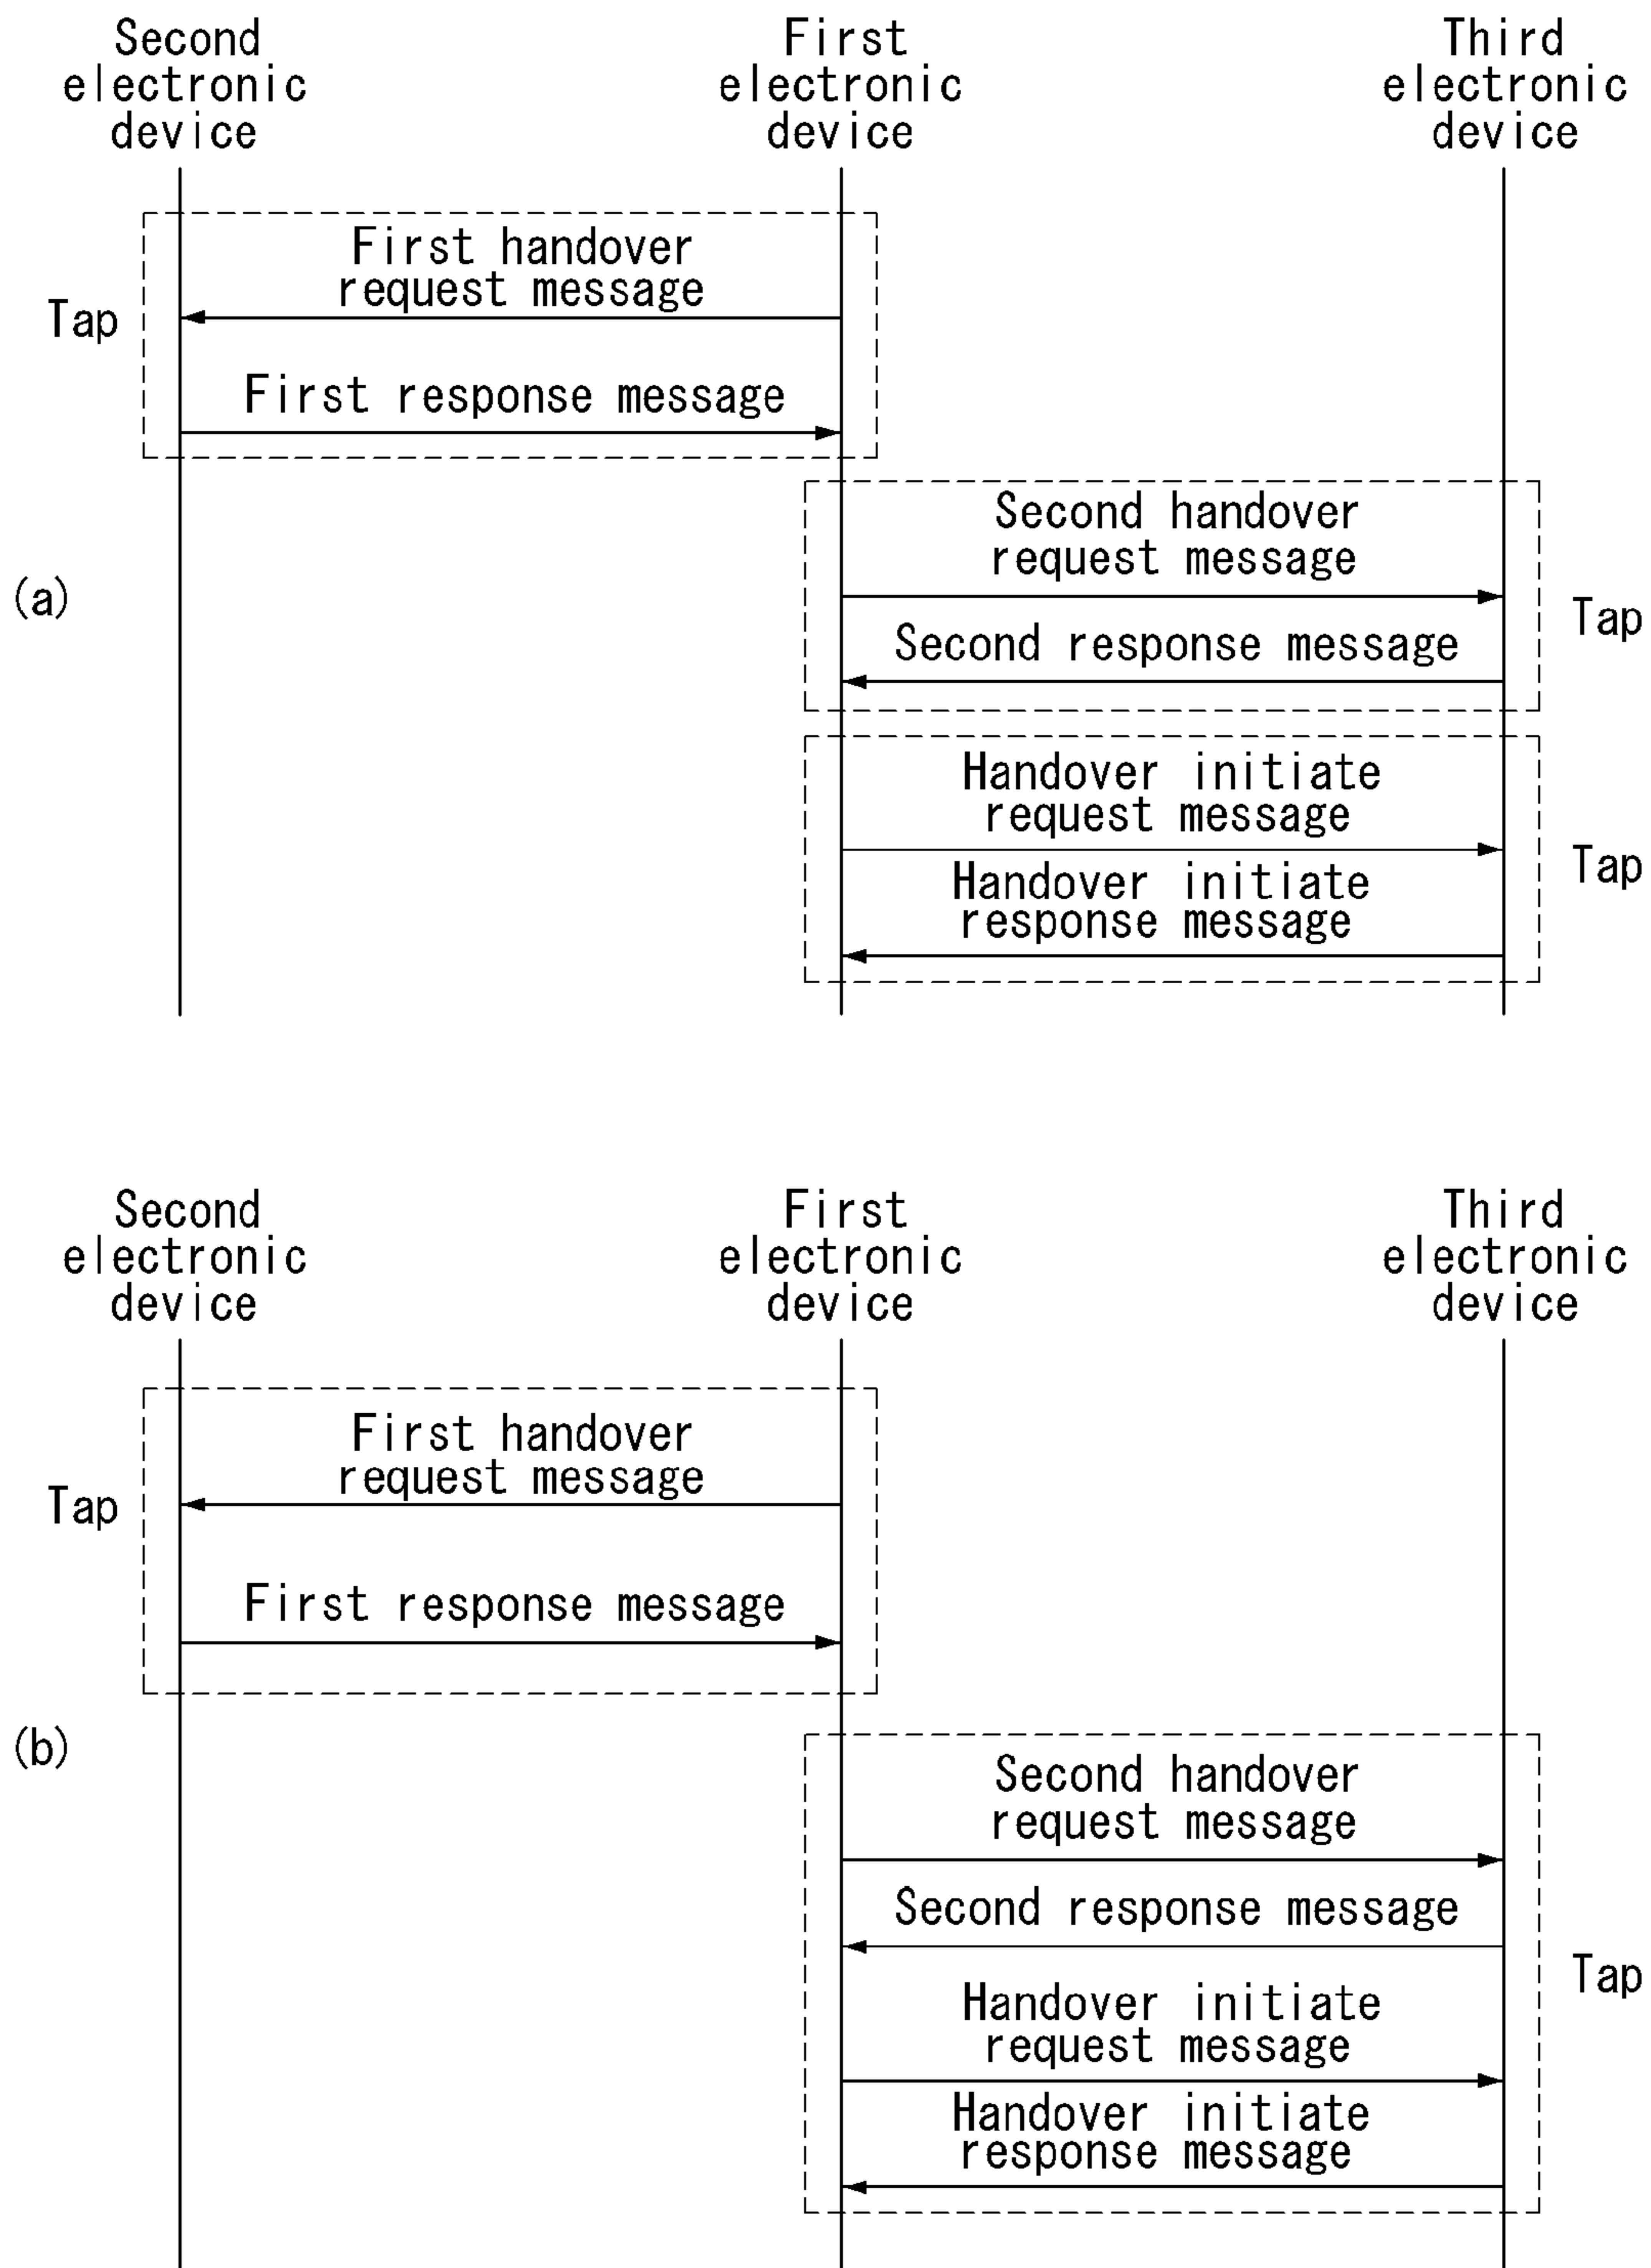 Second
electronic
device
First
electronic
device
Third
electronic
device
First handover
request message
Tap
First response message
Second handover
request message
(a)
Tap
Second response message
Handover initiate
request message
Tap
Handover initiate
response message
Second
electronic
device
First
electronic
device
Third
electronic
device
First handover
request message
Tap
First response message
(b)
Second handover
request message
Second response message
Tap
Handover initiate
request message
Handover initiate
response message